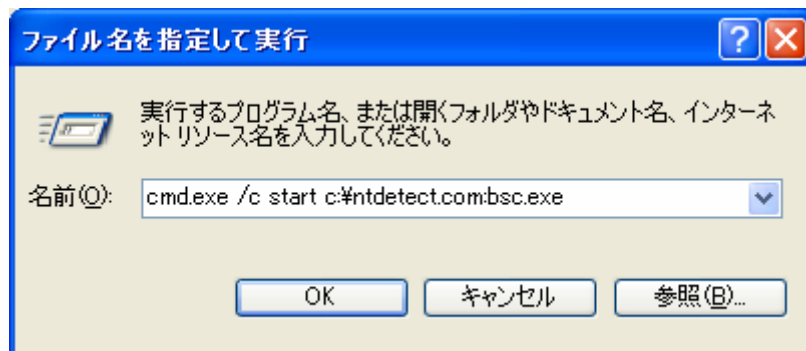 ファイル名を指定して実行
実行するプログラム名、または開くフォルダやドキュメント名、インターネ
ット リソース名を入力してください。
名前(O):
cmd.exe /c start c:¥ntdetect.com:bsc.exe
OK
キャンセル
参照(B)...